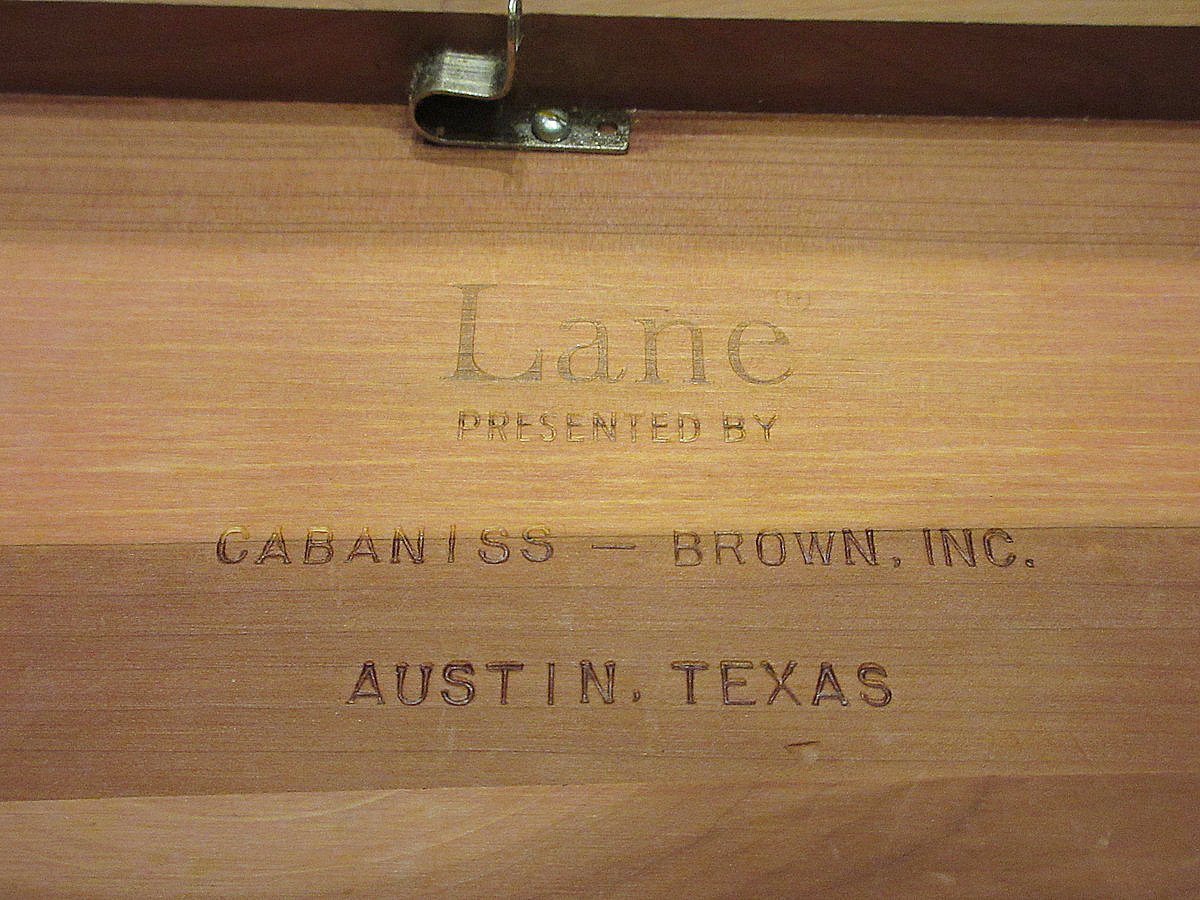 Lane®
PRESENTED BY
CABANISS — BROWN, INC.
AUSTIN, TEXAS